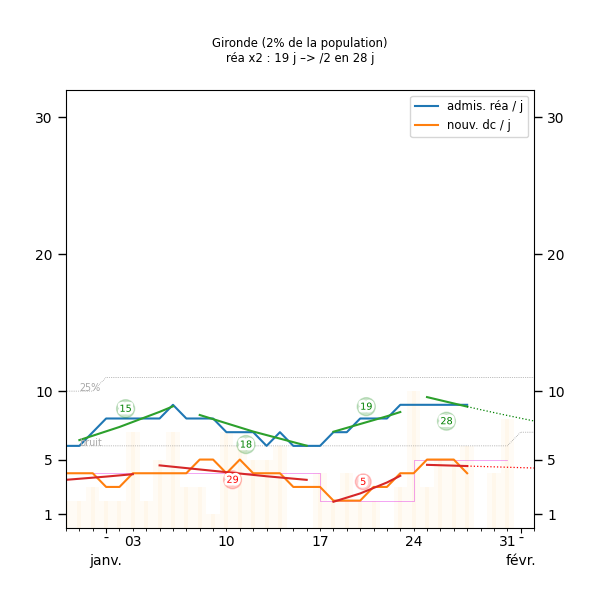 Gironde (2% de la population)
réa x2 : 19 j –> /2 en 28 j
admis. réa / j
nouv. dc / j
30 30
20 20
25%
10 10
15
19
28
18
bruit
5 5
29
5
1 1
03 10 17 24 31
janv. févr.